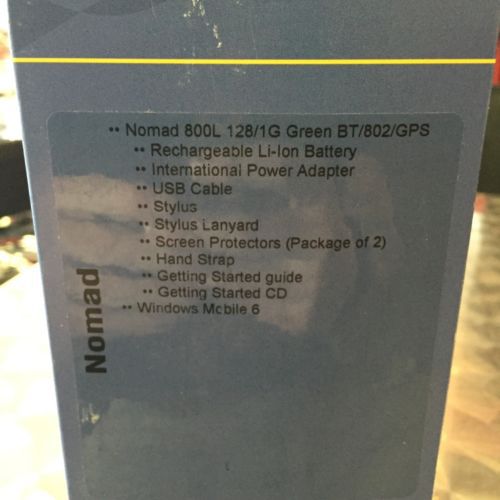 •• Nomad 800L 128/1G Green BT/802/GPS
•• Rechargeable Li-Ion Battery
•• International Power Adapter
•• USB Cable
•• Stylus
•• Stylus Lanyard
•• Screen Protectors (Package of 2)
•• Hand Strap
•• Getting Started guide
•• Getting Started CD
•• Windows Mobile 6
Nomad